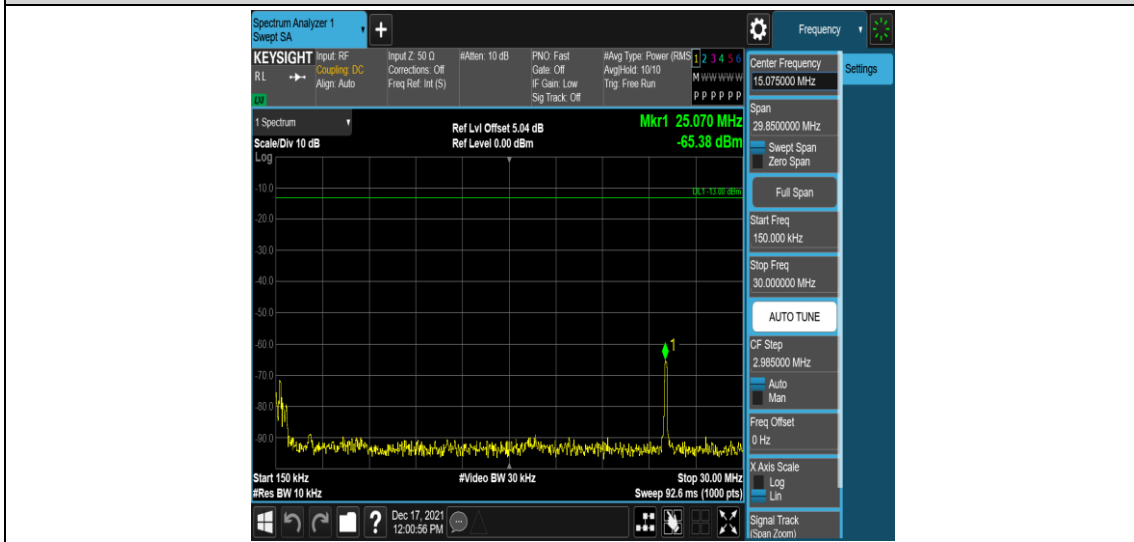 Spectrum Analyzer 1
Swept SA
+
Frequency
KEYSIGHT
RL
Input: RF
Coupling: DC
Align: Auto
Input Z: 50 Ω
Corrections: Off
Freq Ref: Int (S)
#Atten: 10 dB
PNO: Fast
Gate: Off
IF Gain: Low
Sig Track: Off
#Avg Type: Power (RMS
Avg|Hold: 10/10
Trig: Free Run
1 2 3 4 5 6
M W W W W W
P P P P P P
1 Spectrum
Scale/Div 10 dB
Log
Ref Lvl Offset 5.04 dB
Ref Level 0.00 dBm
Mkr1 25.070 MHz
-65.38 dBm
DL1 -13.00 dBm
-10.0
-20.0
-30.0
-40.0
-50.0
-60.0
-70.0
-80.0
-90.0
1
Start 150 kHz
#Res BW 10 kHz
#Video BW 30 kHz
Stop 30.00 MHz
Sweep 92.6 ms (1000 pts)
?
Dec 17, 2021
12:00:56 PM
Center Frequency
15.075000 MHz
Settings
Span
29.8500000 MHz
Swept Span
Zero Span
Full Span
Start Freq
150.000 kHz
Stop Freq
30.000000 MHz
AUTO TUNE
CF Step
2.985000 MHz
Auto
Man
Freq Offset
0 Hz
X Axis Scale
Log
Lin
Signal Track
(Span Zoom)